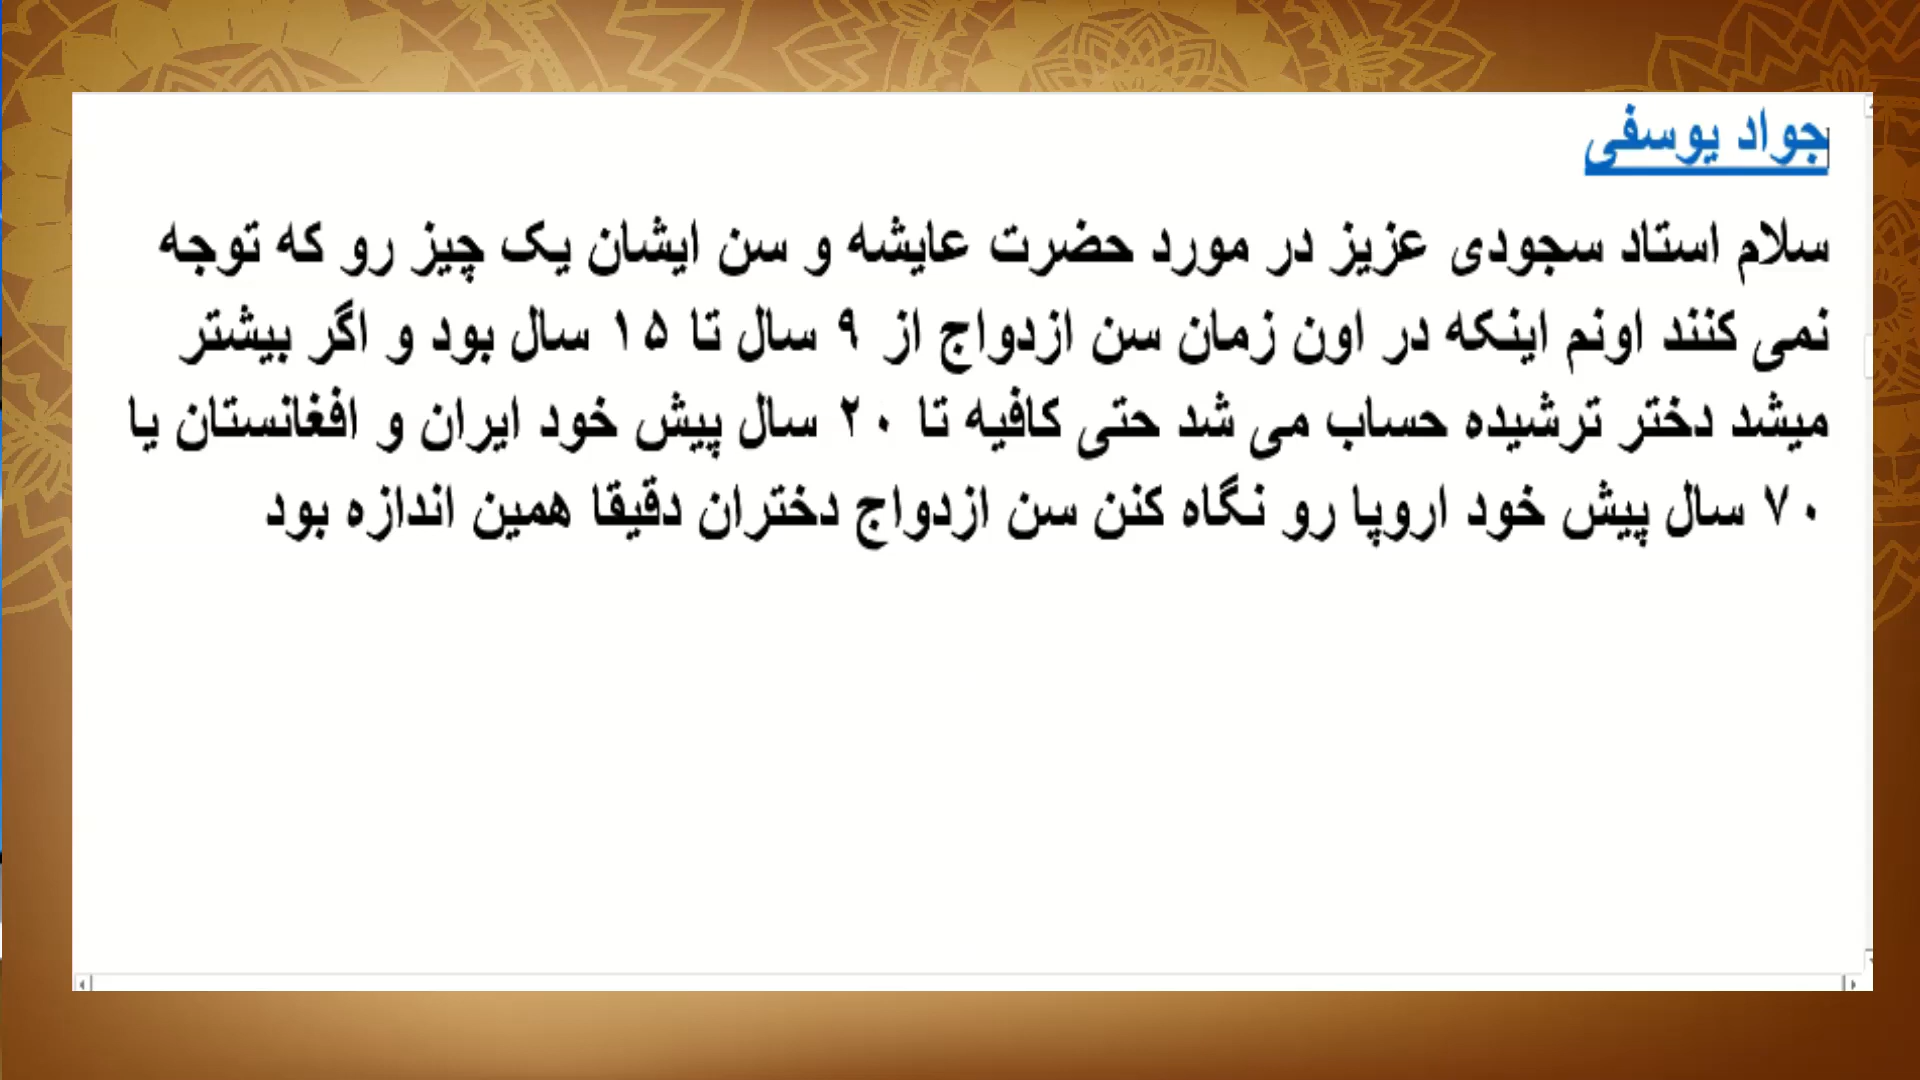 جواد یوسفی
سلام استاد سجودی عزیز در مورد حضرت عایشه و سن ایشان یک چیز رو که توجه
نمی کنند اونم اینکه در اون زمان سن ازدواج از ۹ سال تا ۱۵ سال بود و اگر بیشتر
میشد دختر ترشیده حساب می شد حتی کافیه تا ۲۰ سال پیش خود ایران و افغانستان یا
۷۰ سال پیش خود اروپا رو نگاه کنن سن ازدواج دختران دقیقا همین اندازه بود